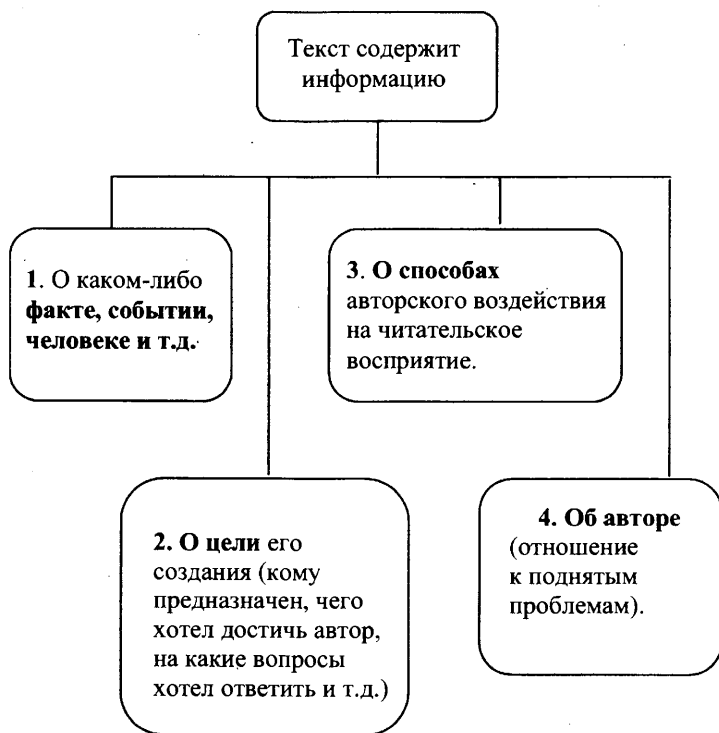 Текст содержит
информацию
1. О каком-либо
факте, событии,
человеке и т.д.
2. О цели его
создания (кому
предназначен, чего
хотел достичь автор,
на какие вопросы
хотел ответить и т.д.)
3. О способах
авторского воздействия
на читательское
восприятие.
4. Об авторе
(отношение
к поднятым
проблемам).